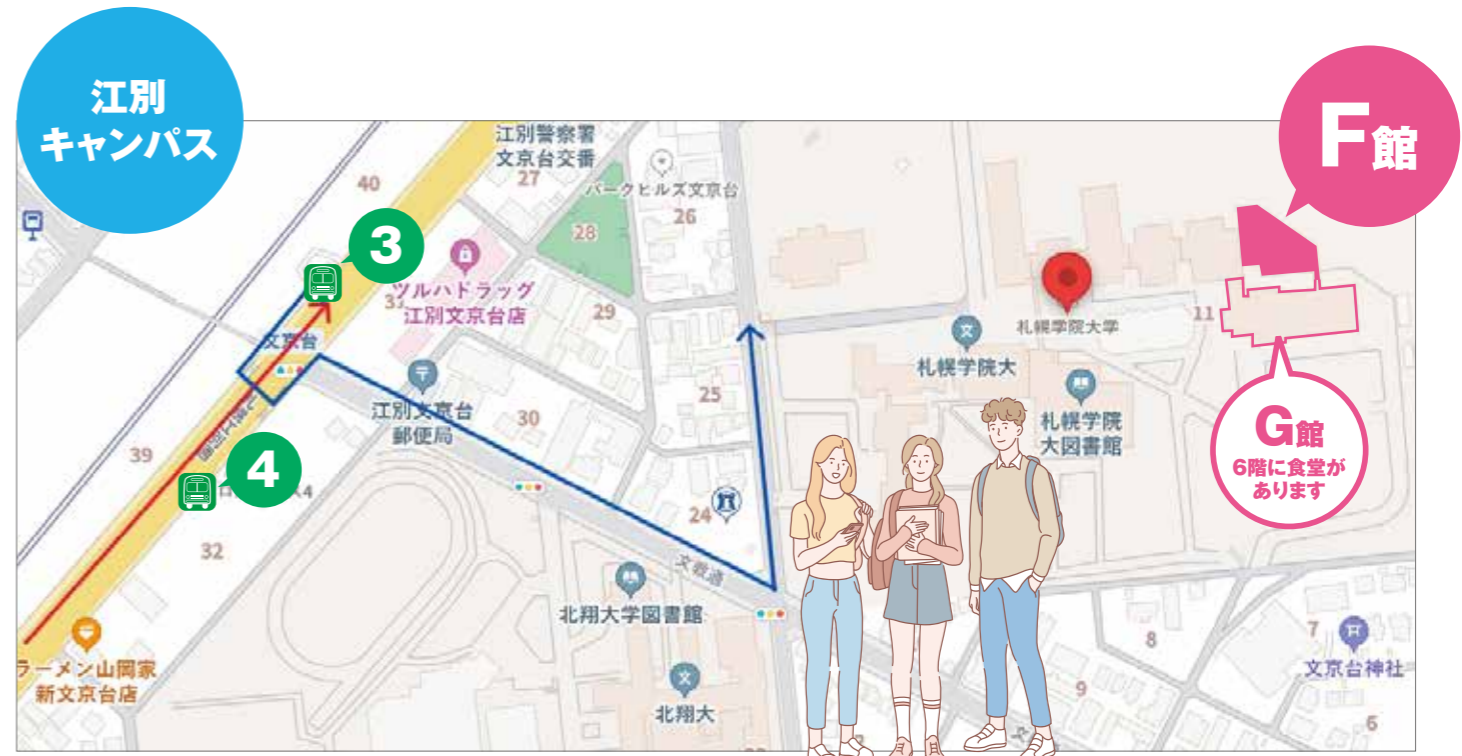 江別
キャンパス
F館
江別警察署
文京台交番
27
40
パークヒルズ文京台
26
3
28
ツルハドラッグ
江別文京台店
29
11
札幌学院大学
札幌学院大
文京台
25
江別文京台
郵便局
30
札幌学院
大図書館
G館
6階に食堂が
あります
39
4
24
32
文教通
北翔大学図書館
ラーメン山岡家
新文京台店
8
7
文京台神社
9
北翔大
6
文